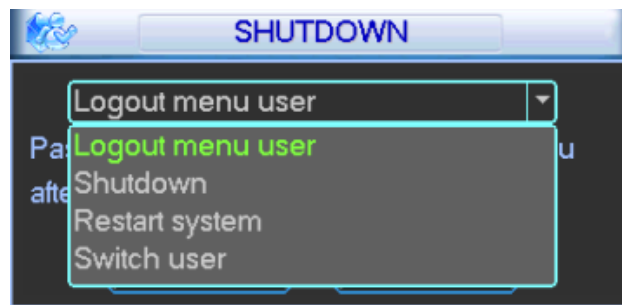 SHUTDOWN
Logout menu user
Logout menu user
Shutdown
Restart system
Switch user